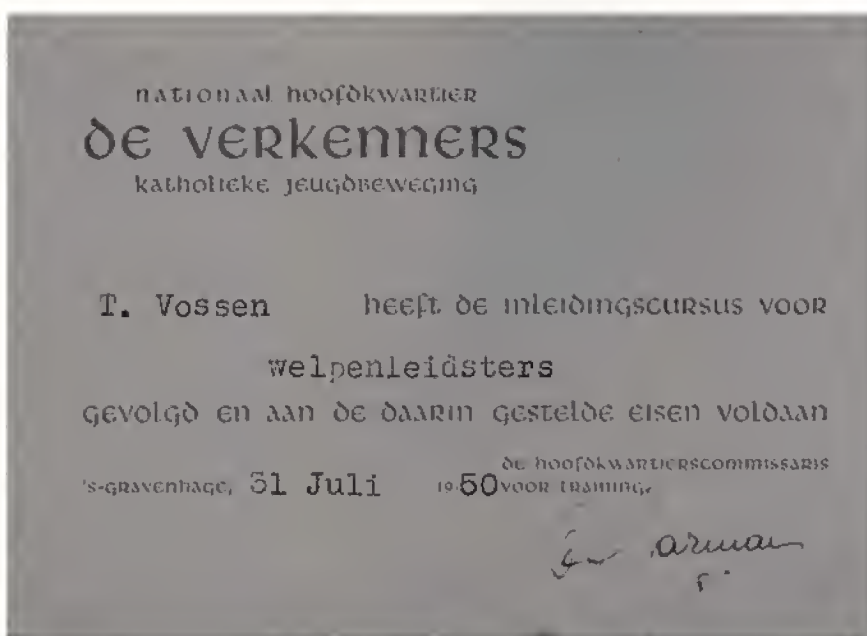 nationaal hoofdkwartier
DE VERKENNERS
katholieke jeugdbeweging
T. Vossen heeft de inleidingscursus voor
welpenleidsters
gevolgd en aan de daarin gestelde eisen voldaan
de hoofdkwartierscommissaris
's-Gravenhage, 31 Juli 1950 voor training,